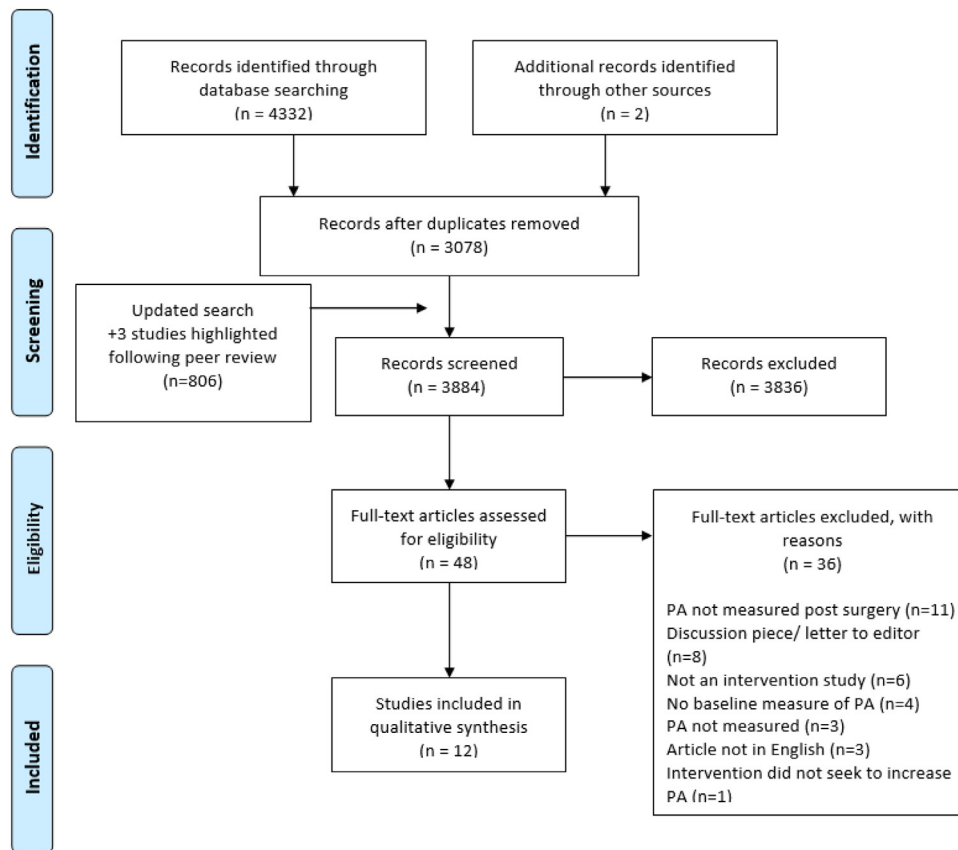 Identification
Records identified through
database searching
(n = 4332)
Additional records identified
through other sources
(n = 2)
Records after duplicates removed
(n = 3078)
Screening
Updated search
+3 studies highlighted
following peer review
(n=806)
Records screened
(n = 3884)
Records excluded
(n = 3836)
Eligibility
Full-text articles assessed
for eligibility
(n = 48)
Full-text articles excluded, with
reasons
(n = 36)
PA not measured post surgery (n=11)
Discussion piece/ letter to editor
(n=8)
Not an intervention study (n=6)
No baseline measure of PA (n=4)
PA not measured (n=3)
Article not in English (n=3)
Intervention did not seek to increase
PA (n=1)
Included
Studies included in
qualitative synthesis
(n = 12)